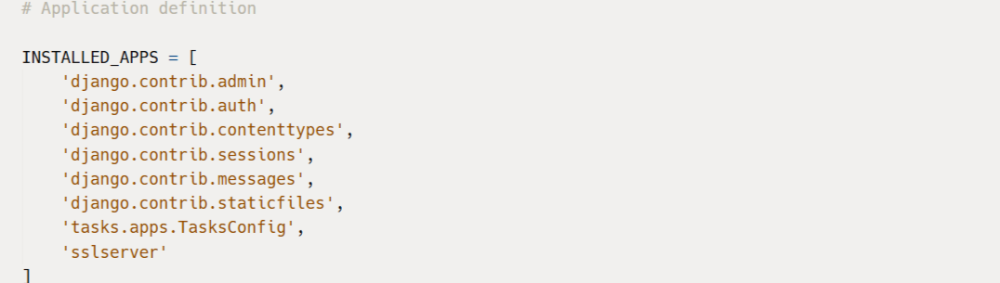 # Application definition
INSTALLED_APPS = [
'django.contrib.admin',
'django.contrib.auth',
'django.contrib.contenttypes',
'django.contrib.sessions',
'django.contrib.messages',
'django.contrib.staticfiles',
'tasks.apps.TasksConfig',
'sslserver'
]